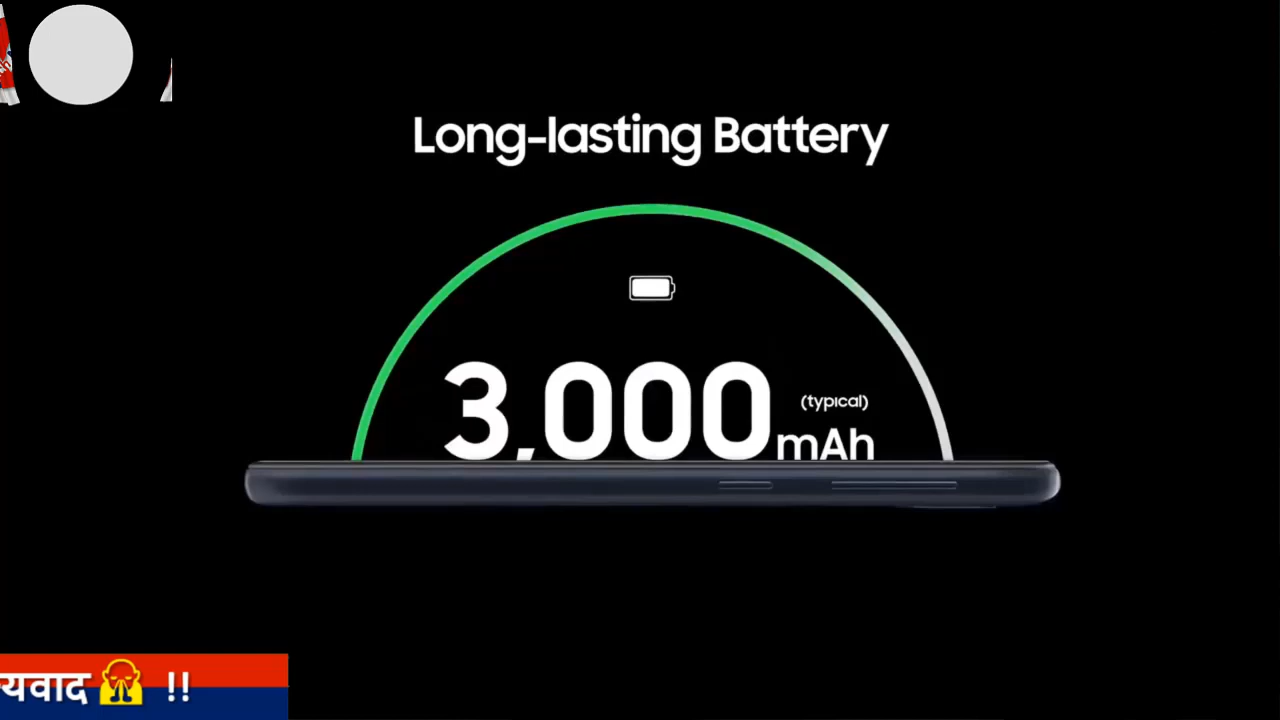 Long-lasting Battery
3,000
(typical)
mAh
यवाद 🙏 !!